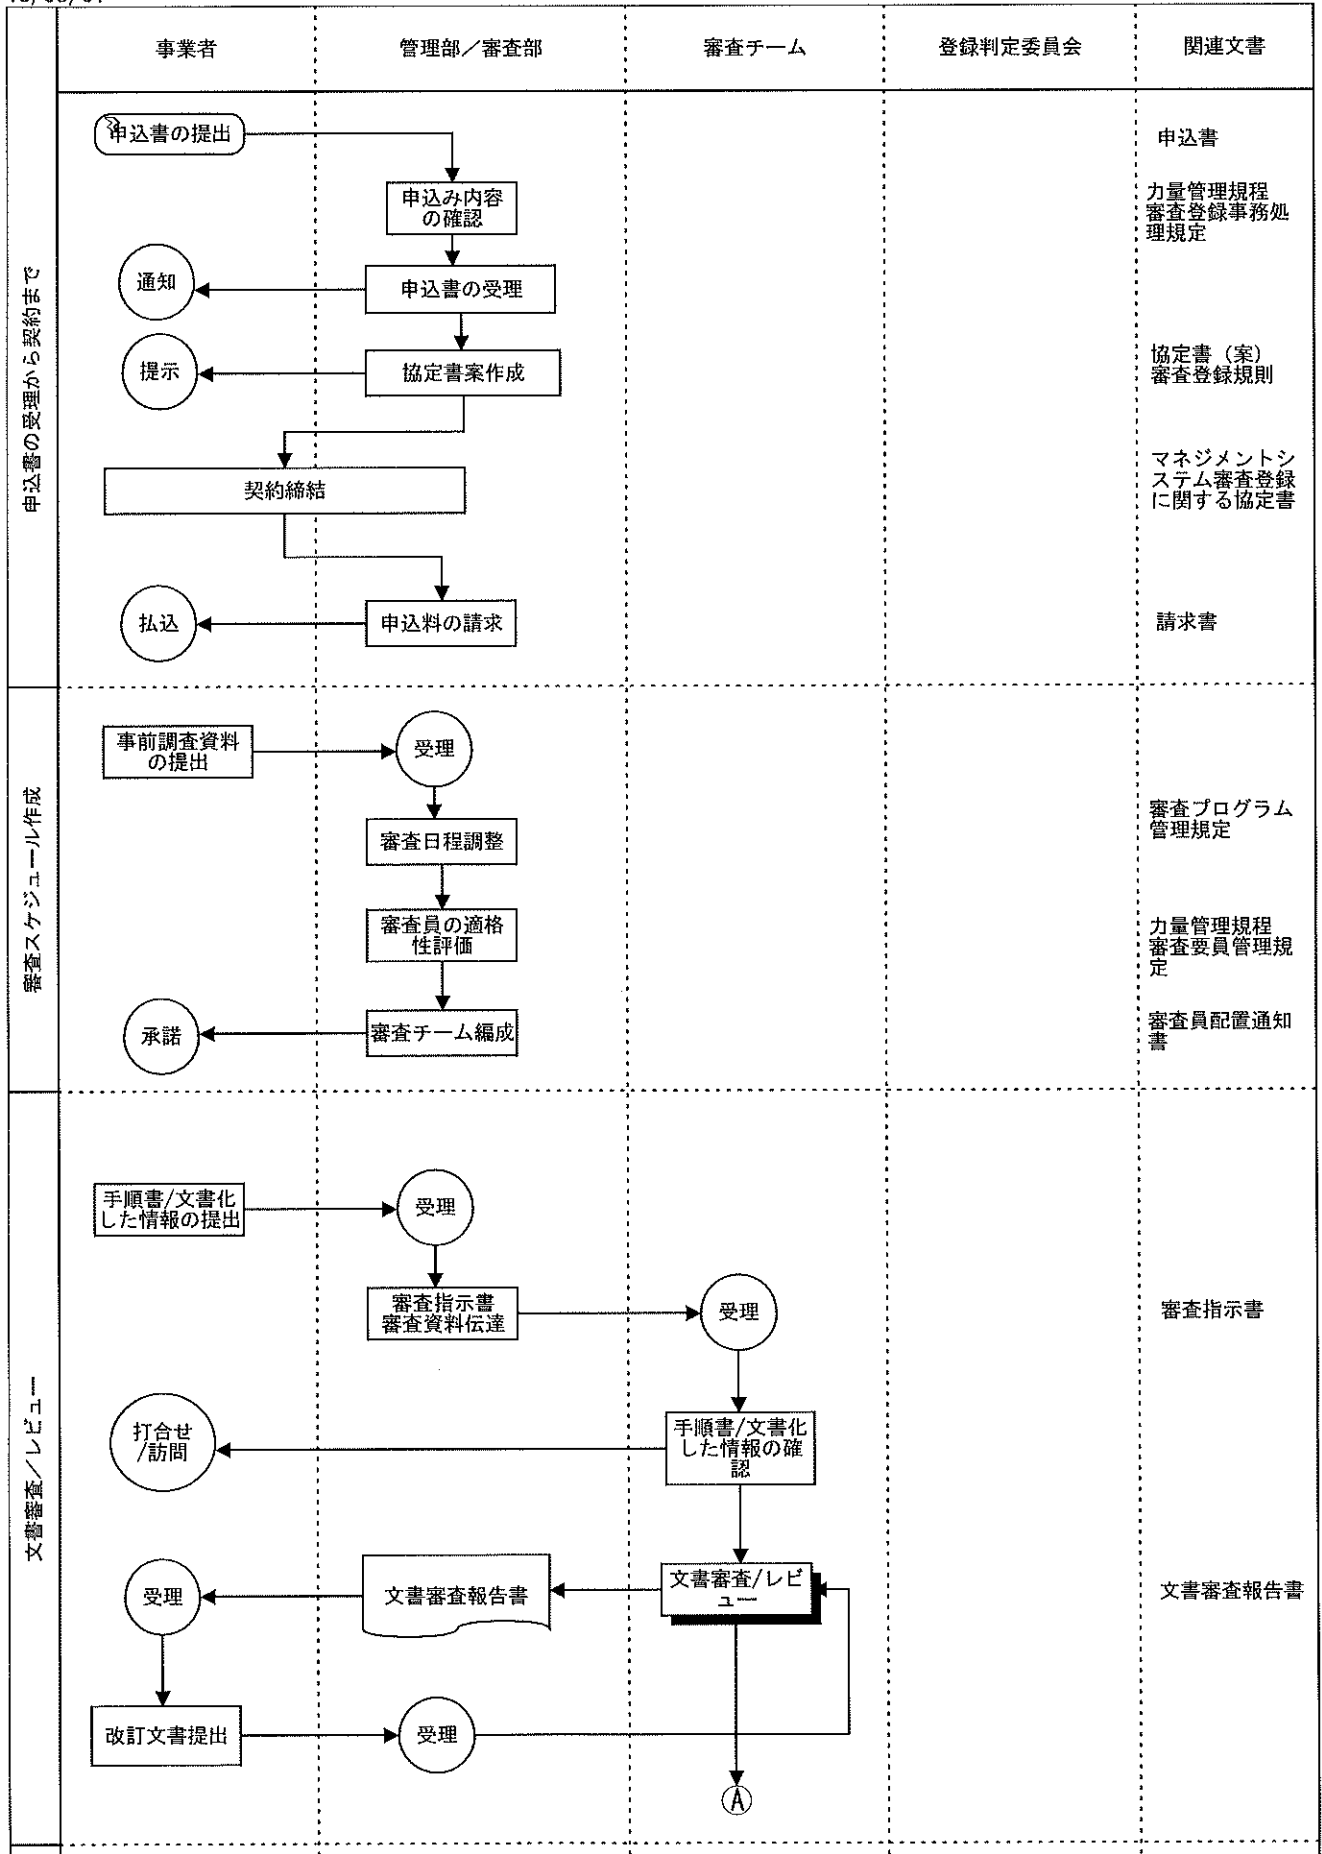 事業者
管理部／審査部
審査チーム
登録判定委員会
関連文書
申込書の受理から契約まで
申込書の提出
申込書
申込み内容
の確認
力量管理規程
審査登録事務処
理規定
通知
申込書の受理
提示
協定書案作成
協定書（案）
審査登録規則
契約締結
マネジメントシ
ステム審査登録
に関する協定書
払込
申込料の請求
請求書
審査スケジュール作成
事前調査資料
の提出
受理
審査日程調整
審査プログラム
管理規定
審査員の適格
性評価
力量管理規程
審査要員管理規
定
承諾
審査チーム編成
審査員配置通知
書
文書審査／レビュー
手順書/文書化
した情報の提出
受理
審査指示書
審査資料伝達
受理
審査指示書
打合せ
/訪問
手順書/文書化
した情報の確
認
受理
文書審査報告書
文書審査/レビ
ュー
文書審査報告書
改訂文書提出
受理
A